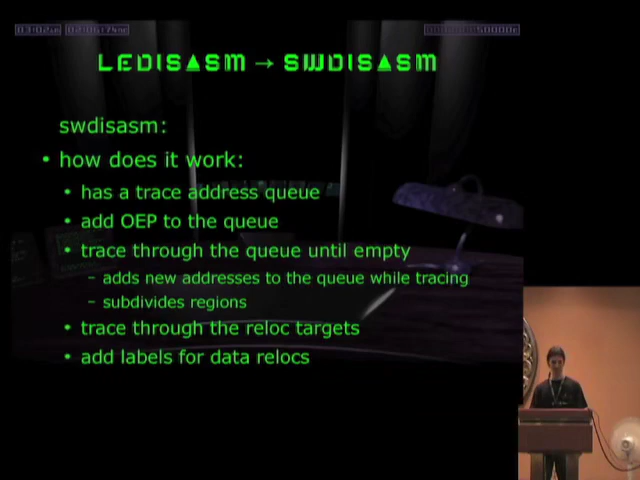 LEDISASM → SWDISASM
swdisasm:
• how does it work:
• has a trace address queue
• add OEP to the queue
• trace through the queue until empty
– adds new addresses to the queue while tracing
– subdivides regions
• trace through the reloc targets
• add labels for data relocs